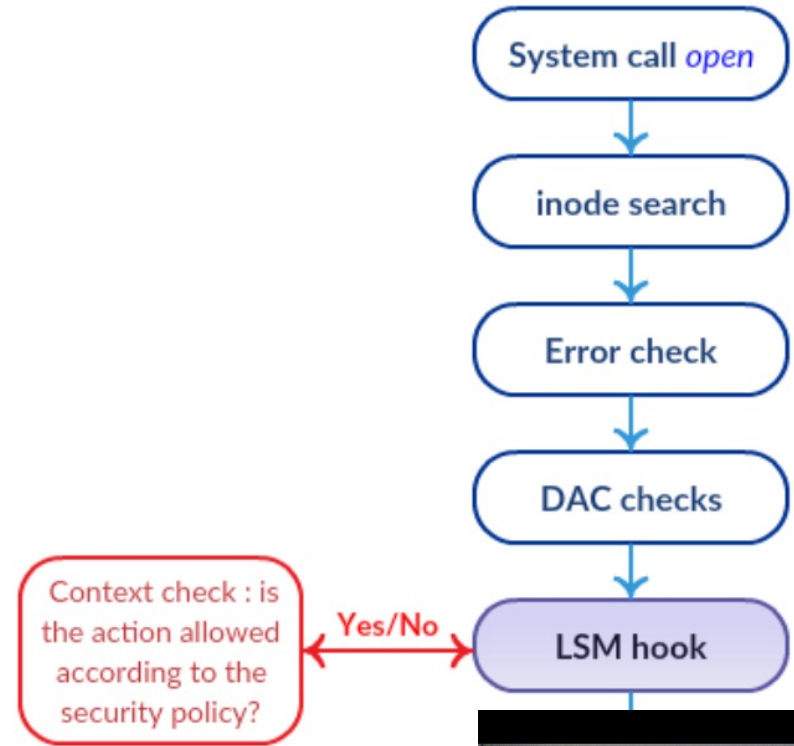 System call open
inode search
Error check
DAC checks
Context check : is
the action allowed
according to the
security policy?
Yes/No
LSM hook